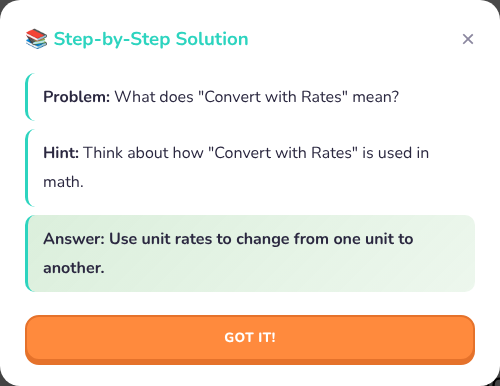 📚 Step-by-Step Solution ×
Problem: What does "Convert with Rates" mean?
Hint: Think about how "Convert with Rates" is used in
math.
Answer: Use unit rates to change from one unit to
another.
GOT IT!